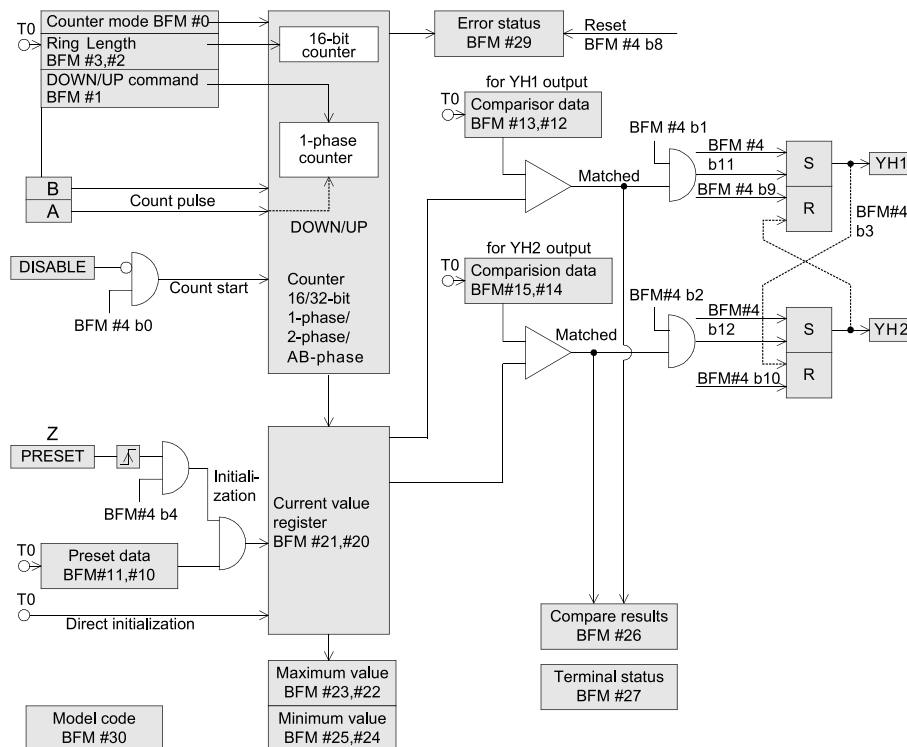 T0
Counter mode BFM #0
Ring Length
BFM #3,#2
DOWN/UP command
BFM #1
16-bit
counter
1-phase
counter
Error status
BFM #29
Reset
BFM #4 b8
for YH1 output
T0
Comparisor data
BFM #13,#12
BFM #4 b1
BFM #4
b11
BFM #4 b9
S
R
YH1
BFM#4
b3
Matched
B
A
Count pulse
DOWN/UP
DISABLE
BFM #4 b0
Count start
Counter
16/32-bit
1-phase/
2-phase/
AB-phase
for YH2 output
T0
Comparision data
BFM#15,#14
BFM#4 b2
BFM#4
b12
BFM#4 b10
S
R
YH2
Matched
Z
PRESET
BFM#4 b4
Initiali-
zation
Current value
register
BFM #21,#20
T0
Preset data
BFM#11,#10
T0
Direct initialization
Compare results
BFM #26
Maximum value
BFM #23,#22
Terminal status
BFM #27
Model code
BFM #30
Minimum value
BFM #25,#24